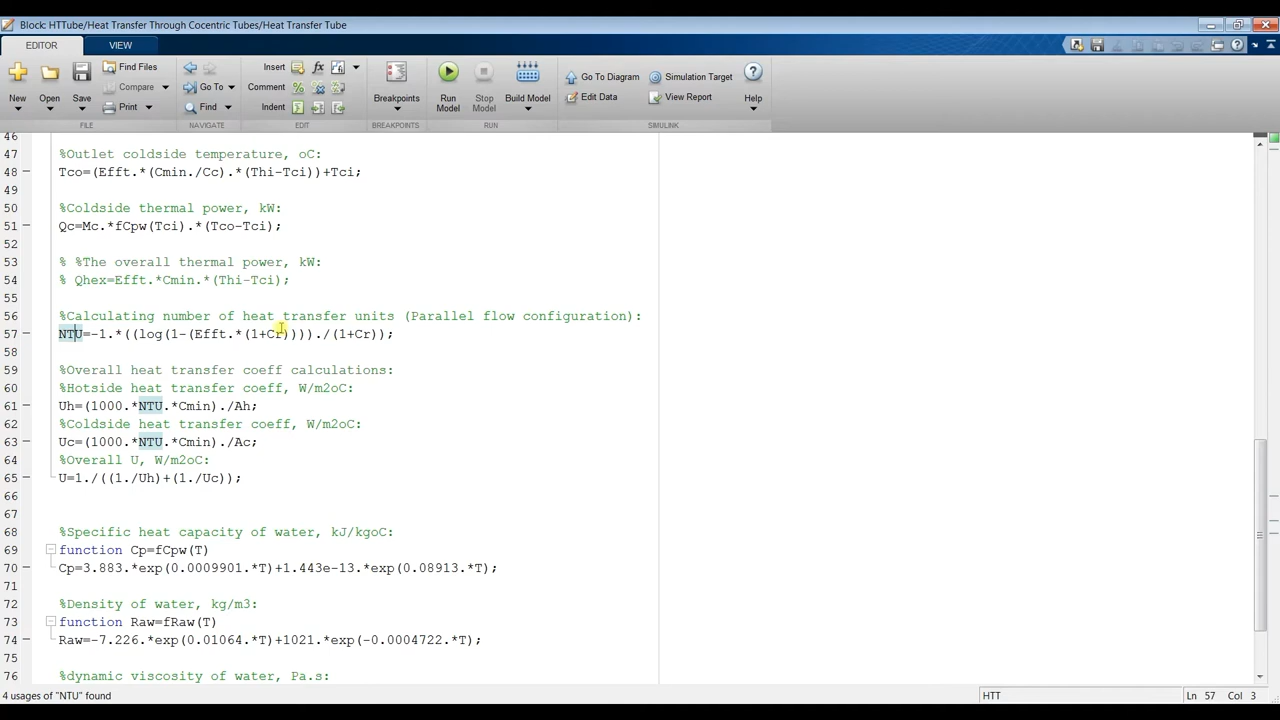 Block: HTTube/Heat Transfer Through Cocentric Tubes/Heat Transfer Tube
EDITOR VIEW
New Open Save Find Files Compare Print
Go To Find
Insert Comment Indent
Breakpoints
Run Model Stop Model Build Model
Go To Diagram Simulation Target
Edit Data View Report
Help
FILE NAVIGATE EDIT BREAKPOINTS RUN SIMULINK
46
47 %Outlet coldside temperature, oC:
48 Tco=(Efft.*(Cmin./Cc).*(Thi-Tci))+Tci;
49
50 %Coldside thermal power, kW:
51 Qc=Mc.*fCpw(Tci).*(Tco-Tci);
52
53 % %The overall thermal power, kW:
54 % Qhex=Efft.*Cmin.*(Thi-Tci);
55
56 %Calculating number of heat transfer units (Parallel flow configuration):
57 NTU=-1.*((log(1-(Efft.*(1+Cr))))./(1+Cr));
58
59 %Overall heat transfer coeff calculations:
60 %Hotside heat transfer coeff, W/m2oC:
61 Uh=(1000.*NTU.*Cmin)./Ah;
62 %Coldside heat transfer coeff, W/m2oC:
63 Uc=(1000.*NTU.*Cmin)./Ac;
64 %Overall U, W/m2oC:
65 U=1./((1./Uh)+(1./Uc));
66
67
68 %Specific heat capacity of water, kJ/kgoC:
69 function Cp=fCpw(T)
70 Cp=3.883.*exp(0.0009901.*T)+1.443e-13.*exp(0.08913.*T);
71
72 %Density of water, kg/m3:
73 function Raw=fRaw(T)
74 Raw=-7.226.*exp(0.01064.*T)+1021.*exp(-0.0004722.*T);
75
76 %dynamic viscosity of water, Pa.s:
4 usages of "NTU" found HTT Ln 57 Col 3